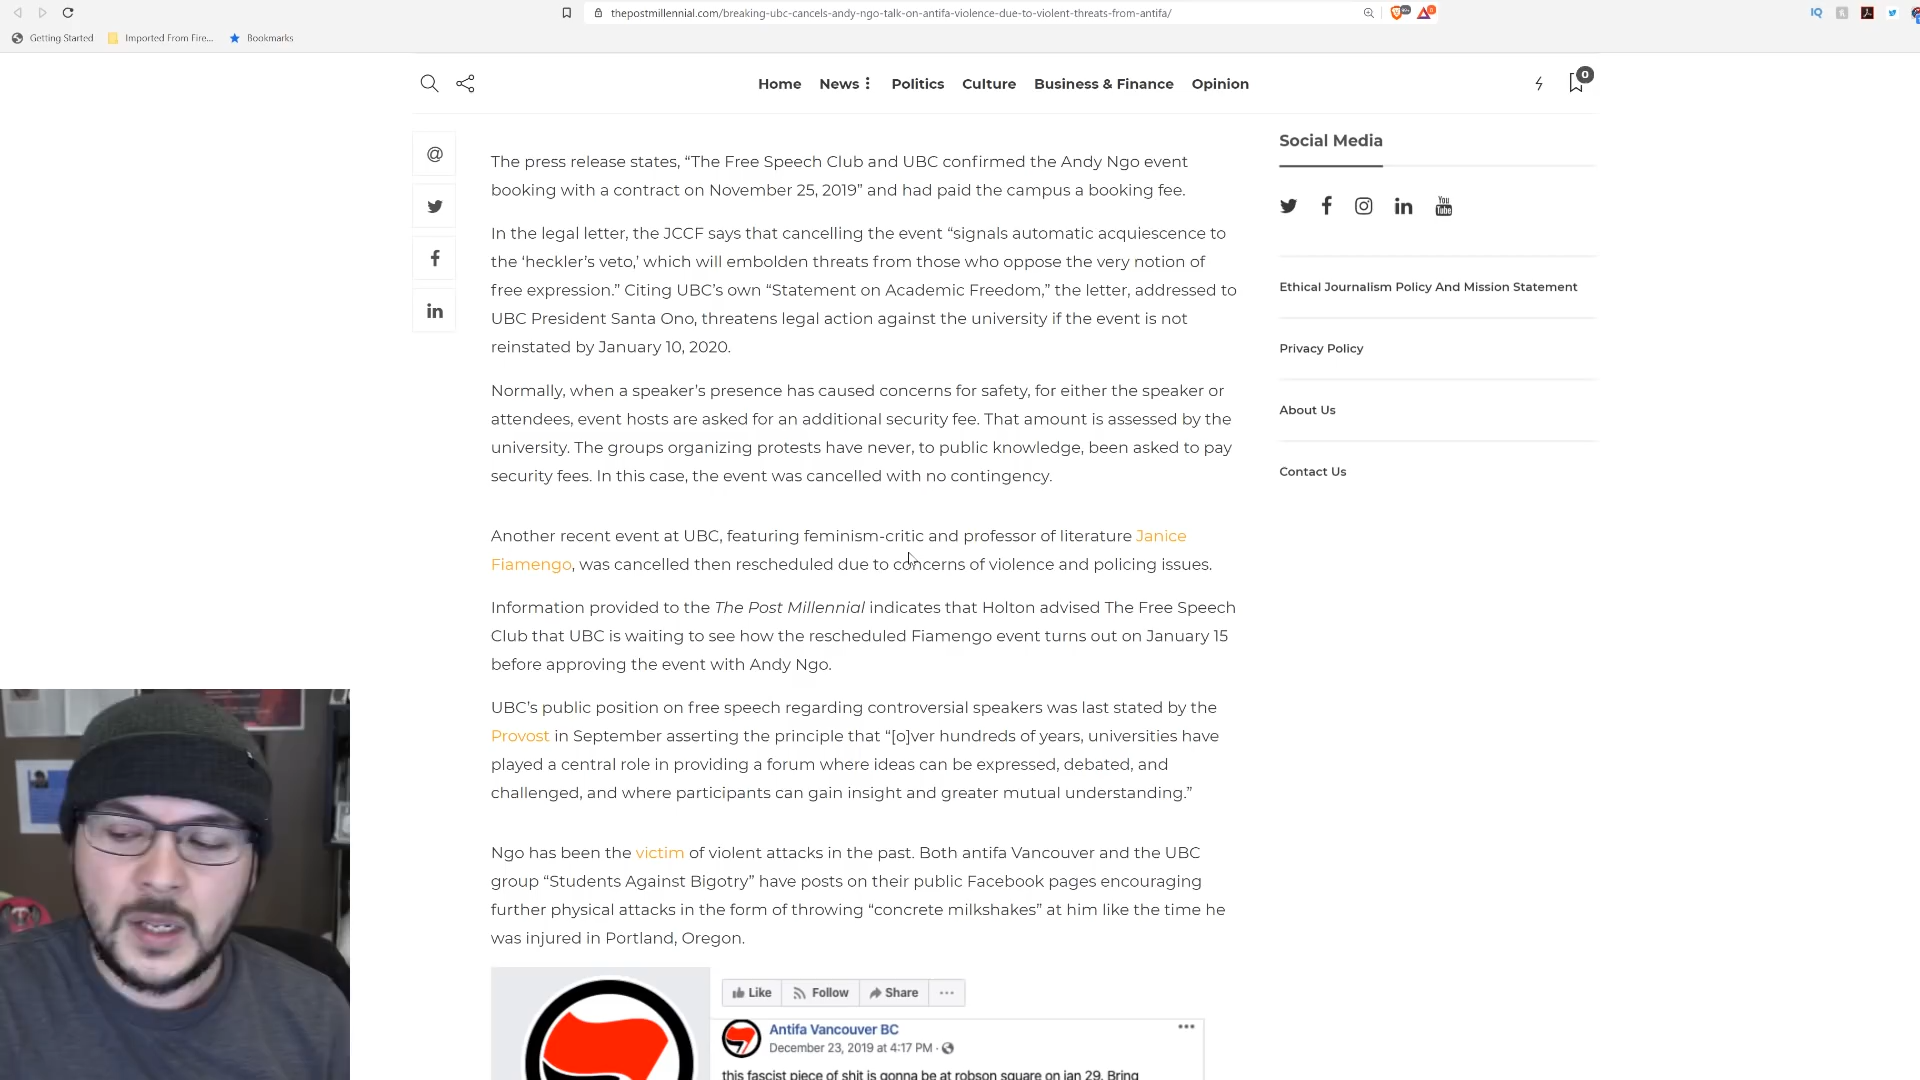 thepostmillennial.com/breaking-ubc-cancels-andy-ngo-talk-on-antifa-violence-due-to-violent-threats-from-antifa/
IQ
Getting Started
Imported From Fire...
Bookmarks
Home
News
Politics
Culture
Business & Finance
Opinion
0
Social Media
You Tube
Ethical Journalism Policy And Mission Statement
Privacy Policy
About Us
Contact Us
The press release states, “The Free Speech Club and UBC confirmed the Andy Ngo event
booking with a contract on November 25, 2019” and had paid the campus a booking fee.
In the legal letter, the JCCF says that cancelling the event “signals automatic acquiescence to
the ‘heckler’s veto,’ which will embolden threats from those who oppose the very notion of
free expression.” Citing UBC’s own “Statement on Academic Freedom,” the letter, addressed to
UBC President Santa Ono, threatens legal action against the university if the event is not
reinstated by January 10, 2020.
Normally, when a speaker’s presence has caused concerns for safety, for either the speaker or
attendees, event hosts are asked for an additional security fee. That amount is assessed by the
university. The groups organizing protests have never, to public knowledge, been asked to pay
security fees. In this case, the event was cancelled with no contingency.
Another recent event at UBC, featuring feminism-critic and professor of literature Janice
Fiamengo, was cancelled then rescheduled due to concerns of violence and policing issues.
Information provided to the The Post Millennial indicates that Holton advised The Free Speech
Club that UBC is waiting to see how the rescheduled Fiamengo event turns out on January 15
before approving the event with Andy Ngo.
UBC’s public position on free speech regarding controversial speakers was last stated by the
Provost in September asserting the principle that “[o]ver hundreds of years, universities have
played a central role in providing a forum where ideas can be expressed, debated, and
challenged, and where participants can gain insight and greater mutual understanding.”
Ngo has been the victim of violent attacks in the past. Both antifa Vancouver and the UBC
group “Students Against Bigotry” have posts on their public Facebook pages encouraging
further physical attacks in the form of throwing “concrete milkshakes” at him like the time he
was injured in Portland, Oregon.
Like
Follow
Share
Antifa Vancouver BC
December 23, 2019 at 4:17 PM ·
this fascist piece of shit is gonna be at robson square on jan 29. Bring